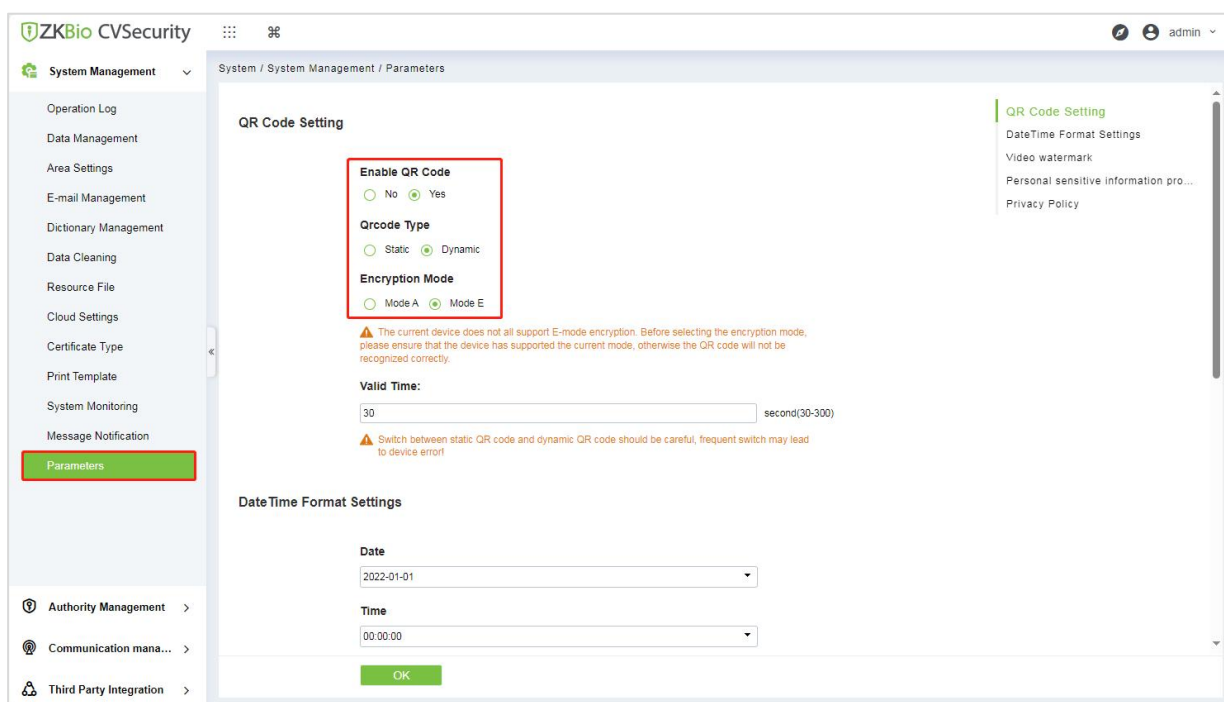 ZKBio CVSecurity
admin
System Management
System / System Management / Parameters
Operation Log
Data Management
Area Settings
E-mail Management
Dictionary Management
Data Cleaning
Resource File
Cloud Settings
Certificate Type
Print Template
System Monitoring
Message Notification
Parameters
Authority Management
Communication mana...
Third Party Integration
QR Code Setting
Enable QR Code
No Yes
Qrcode Type
Static Dynamic
Encryption Mode
Mode A Mode E
The current device does not all support E-mode encryption. Before selecting the encryption mode,
please ensure that the device has supported the current mode, otherwise the QR code will not be
recognized correctly.
Valid Time:
30 second(30-300)
Switch between static QR code and dynamic QR code should be careful, frequent switch may lead
to device error!
DateTime Format Settings
Date
2022-01-01
Time
00:00:00
OK
QR Code Setting
DateTime Format Settings
Video watermark
Personal sensitive information pro...
Privacy Policy